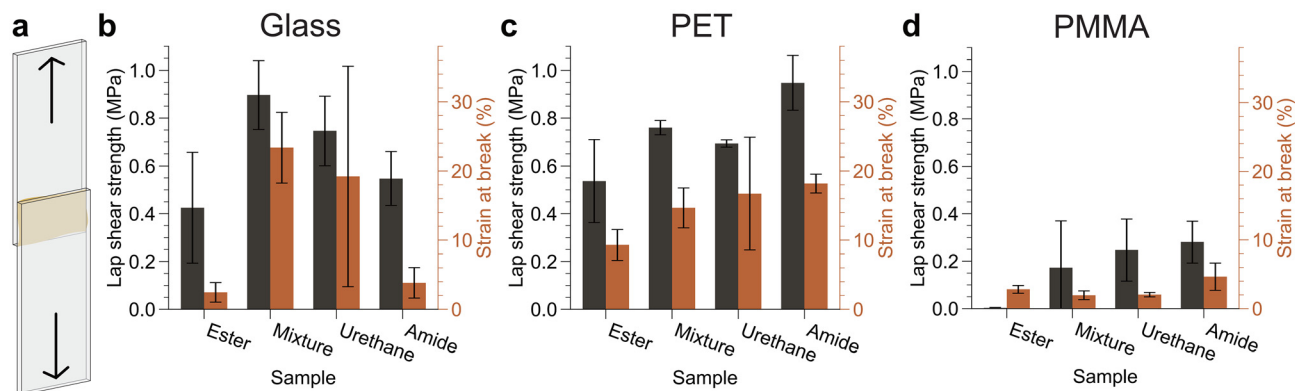 a
b
Glass
Lap shear strength (MPa)
1.0
0.8
0.6
0.4
0.2
0.0
30
20
10
0
Strain at break (%)
Ester
Mixture
Urethane
Amide
Sample
c
PET
Lap shear strength (MPa)
1.0
0.8
0.6
0.4
0.2
0.0
30
20
10
0
Strain at break (%)
Ester
Mixture
Urethane
Amide
Sample
d
PMMA
Lap shear strength (MPa)
1.0
0.8
0.6
0.4
0.2
0.0
30
20
10
0
Strain at break (%)
Ester
Mixture
Urethane
Amide
Sample